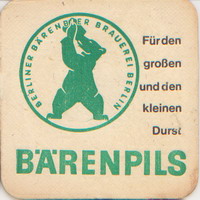 BERLINER BÄRENBIER BRAUEREI BERLIN
Für den
großen
und den
kleinen
Durst
BÄRENPILS